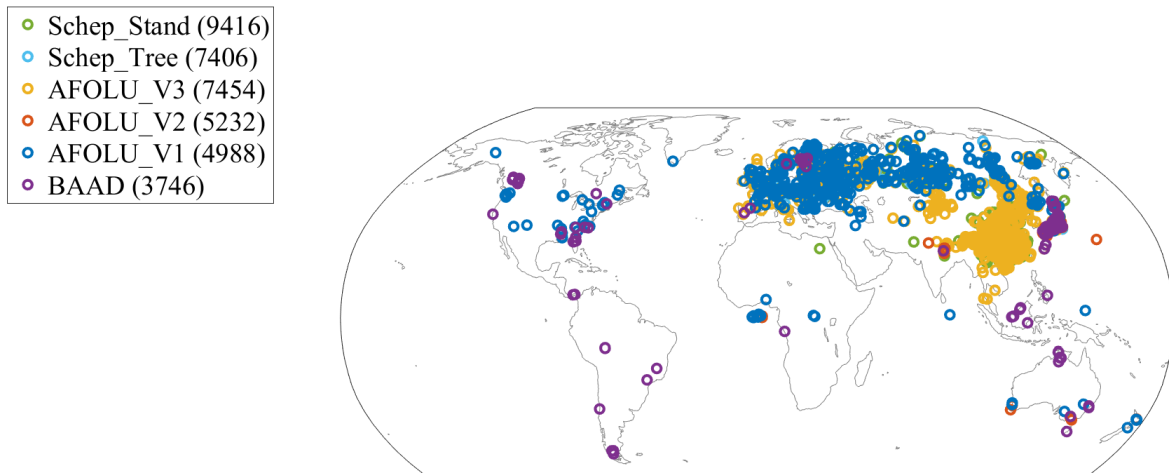 Schep_Stand (9416)
Schep_Tree (7406)
AFOLU_V3 (7454)
AFOLU_V2 (5232)
AFOLU_V1 (4988)
BAAD (3746)